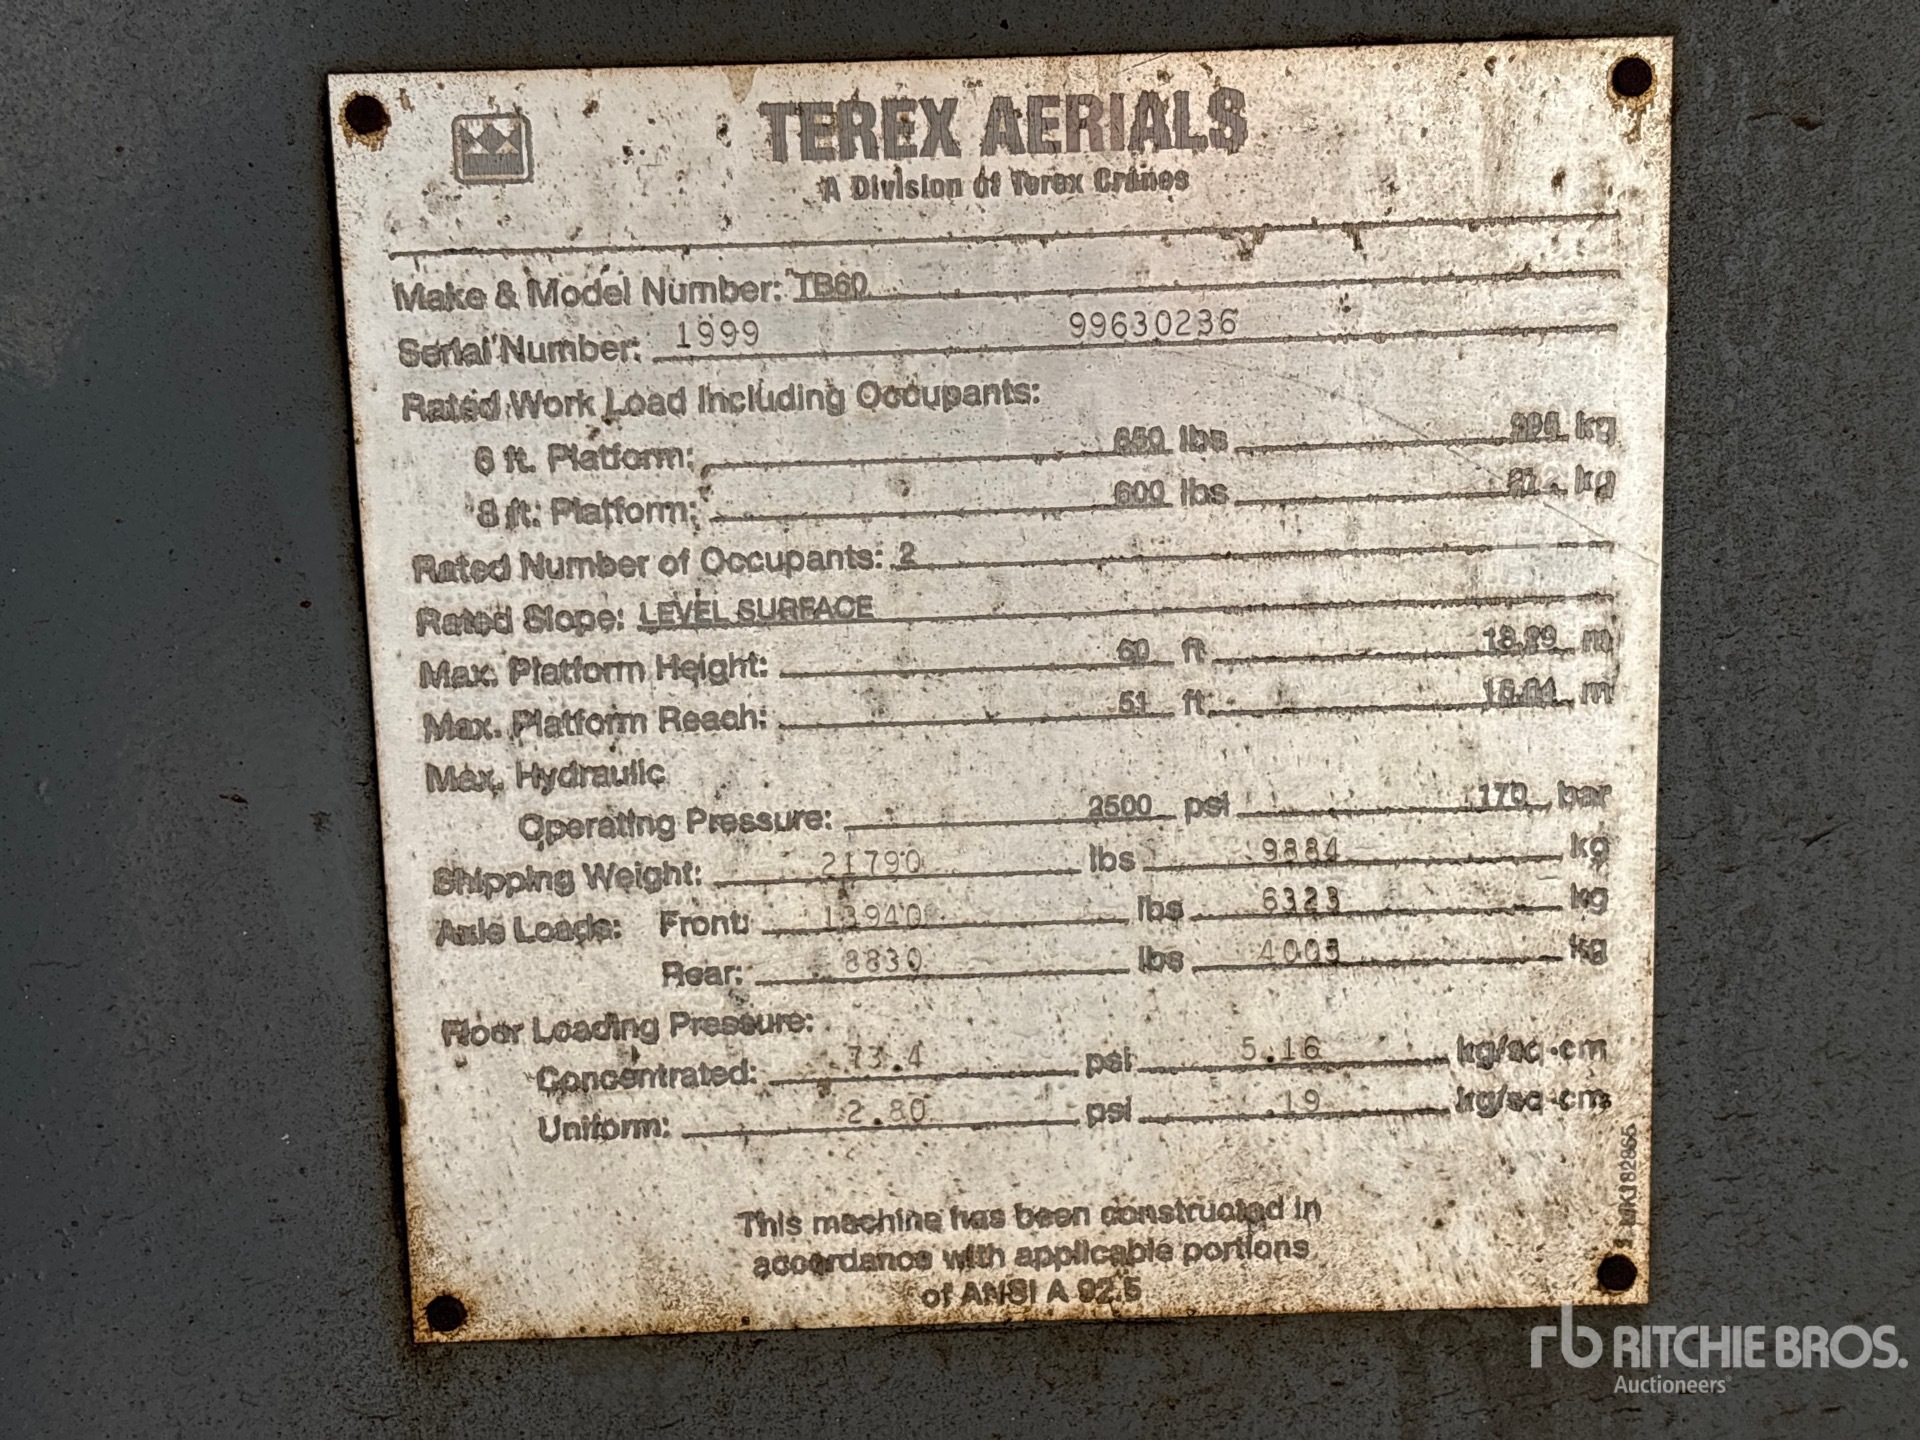 TEREX AERIALS
A Division of Terex Cranes
Make & Model Number: TB60
Serial Number: 1999 99630236
Rated Work Load Including Occupants:
6 ft. Platform: 650 lbs kg
8 ft. Platform: 600 lbs 272 kg
Rated Number of Occupants: 2
Rated Slope: LEVEL SURFACE
Max. Platform Height: 60 ft 18.29 m
Max. Platform Reach: 51 ft m
Max. Hydraulic
Operating Pressure: 2500 psi 170 bar
Shipping Weight: 21790 lbs 9884 kg
Axle Loads: Front: 13940 lbs 6323 kg
Rear: 8830 lbs 4005 kg
Floor Loading Pressure:
Concentrated: 73.4 psi 5.16 kg/sq.cm
Uniform: 2.80 psi .19 kg/sq.cm
This machine has been constructed in
accordance with applicable portions
of ANSI A 92.5
rb RITCHIE BROS.
Auctioneers